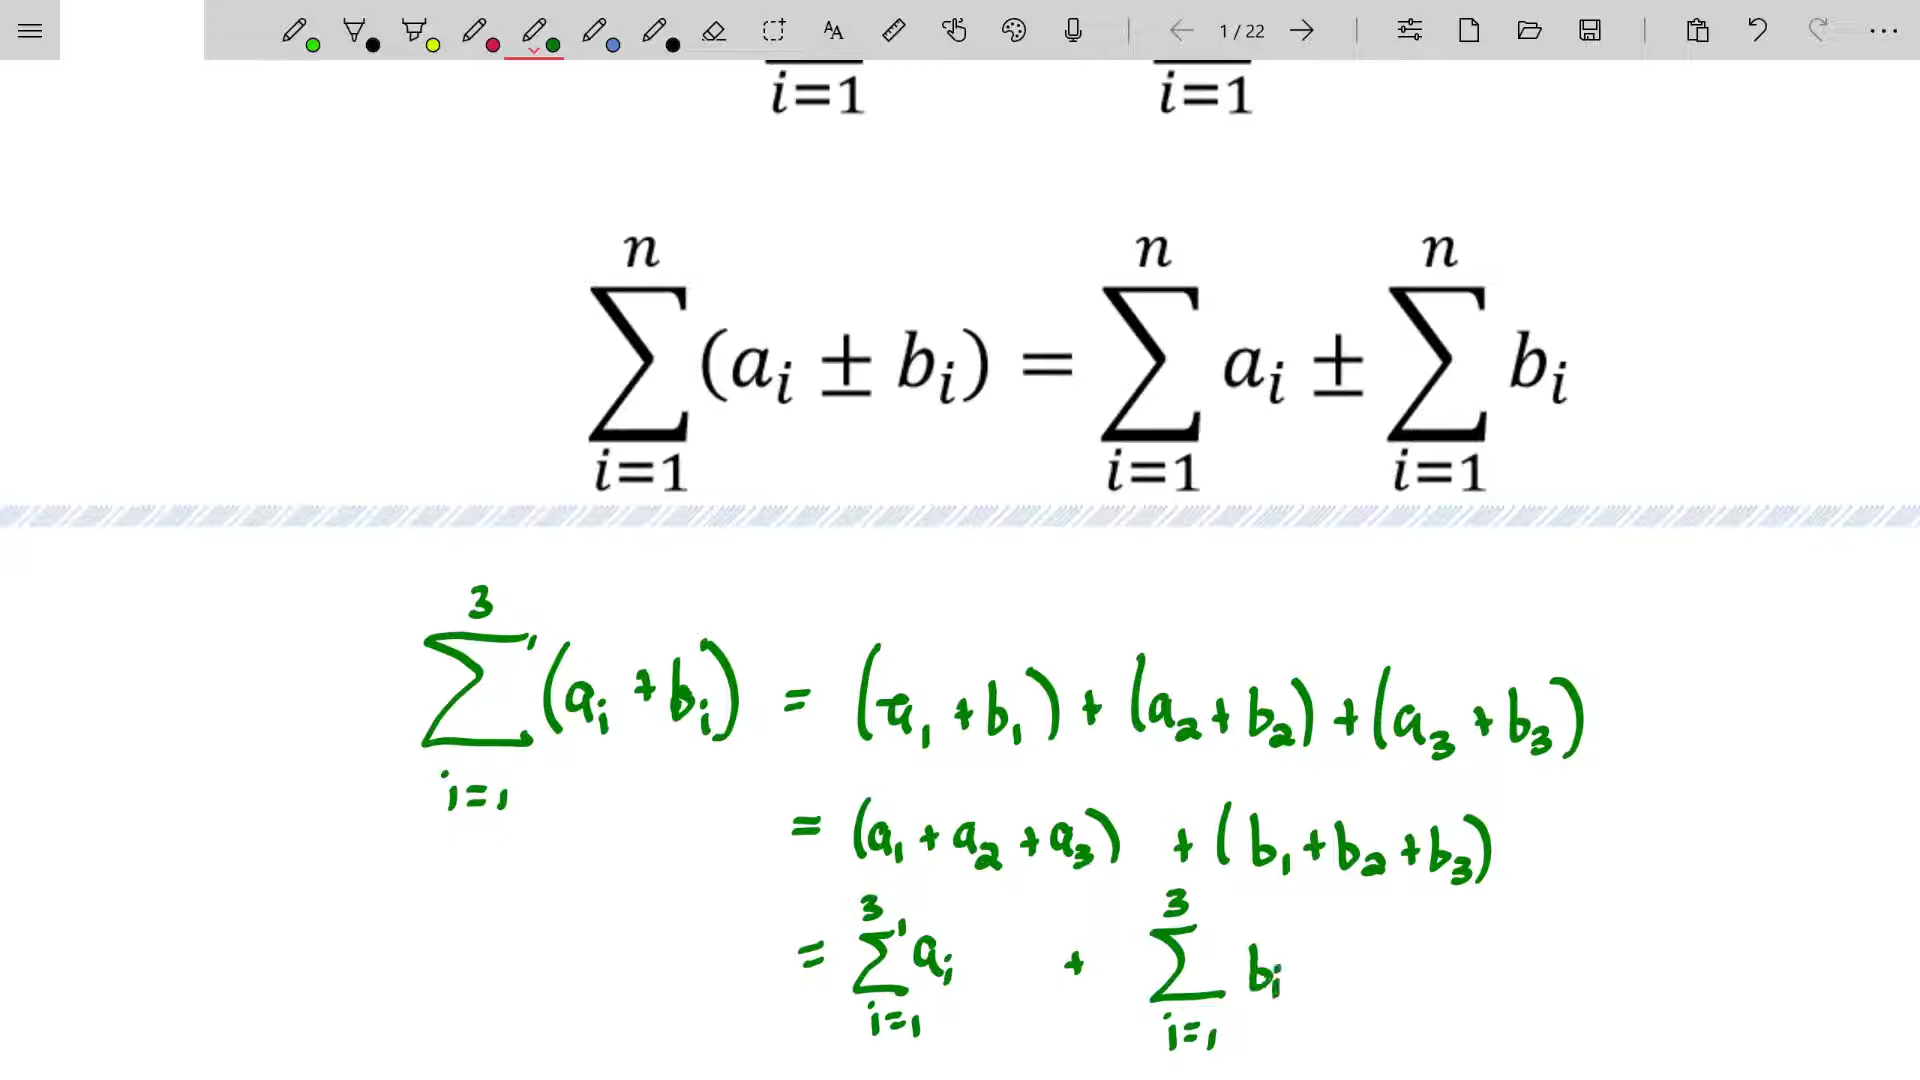 1 / 22
i=1 i=1
n n n
∑(aᵢ ± bᵢ) = ∑aᵢ ± ∑bᵢ
i=1 i=1 i=1
3
∑(aᵢ + bᵢ) = (a₁ + b₁) + (a₂ + b₂) + (a₃ + b₃)
i=1
= (a₁ + a₂ + a₃) + (b₁ + b₂ + b₃)
3 3
= ∑aᵢ + ∑bᵢ
i=1 i=1